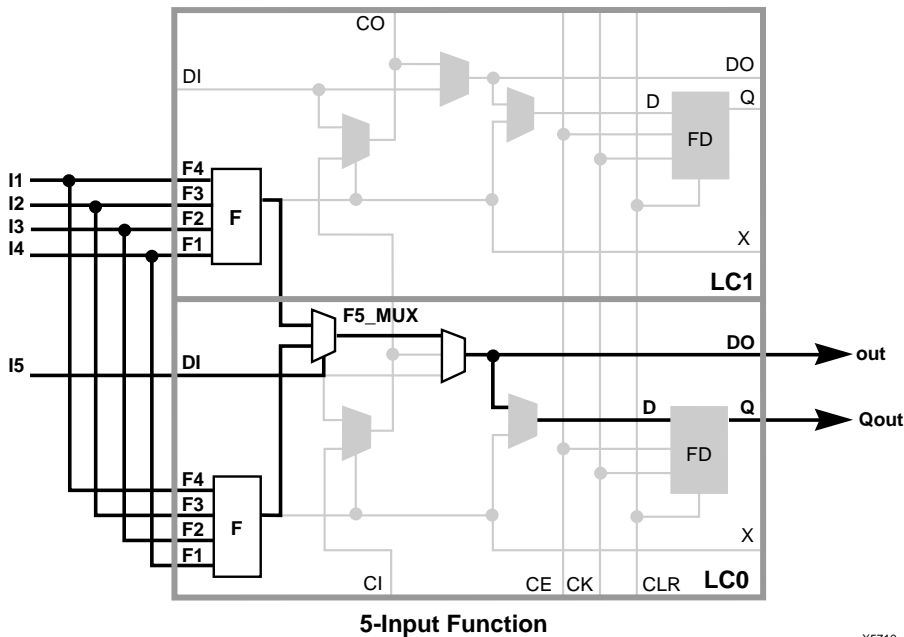 CO
DI
DO
D
Q
FD
I1
I2
I3
I4
F4
F3
F2
F1
F
X
LC1
F5_MUX
I5
DI
DO
out
D
Q
Qout
FD
F4
F3
F2
F1
F
X
CI
CE
CK
CLR
LC0
5-Input Function